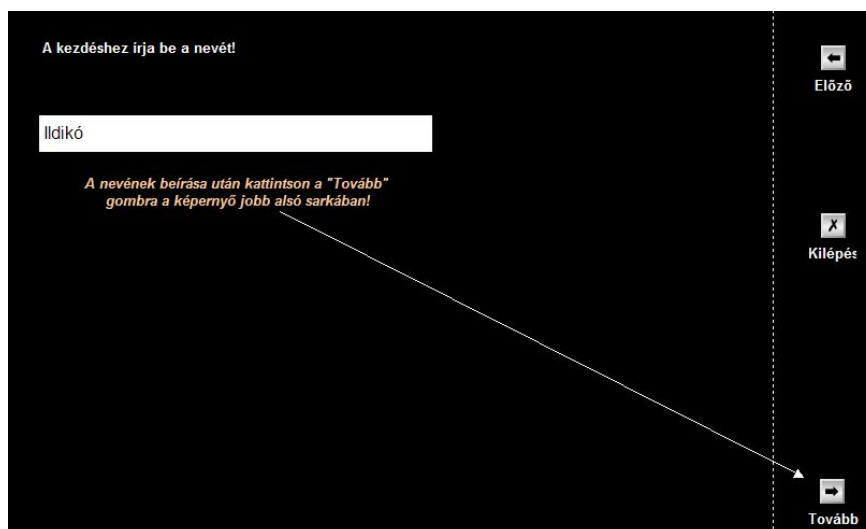 A kezdéshez írja be a nevét!
Ildikó
A nevének beírása után kattintson a "Tovább"
gombra a képernyő jobb alsó sarkában!
Előző
Kilépés
Tovább